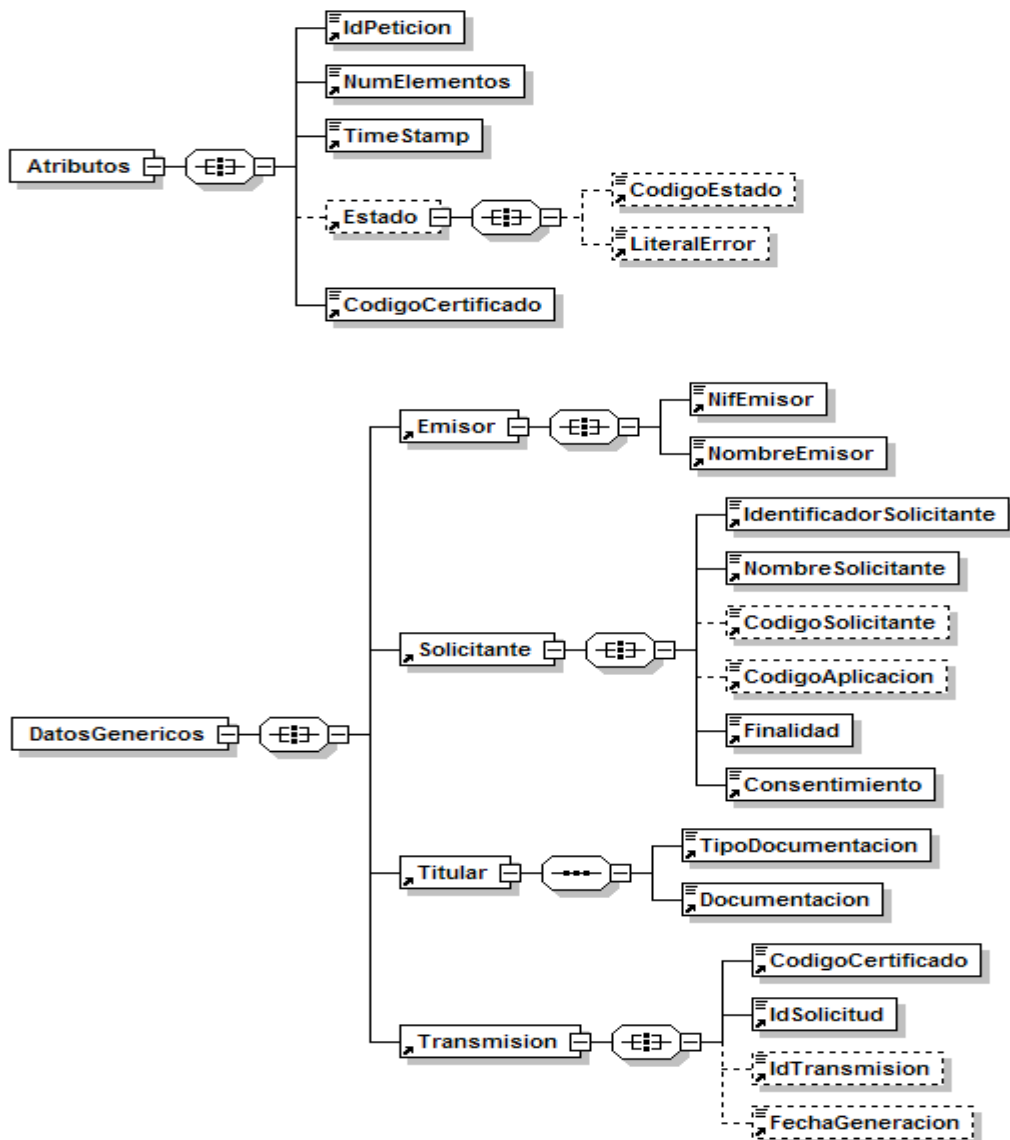 IdPeticion
NumElementos
TimeStamp
Atributos
CodigoEstado
Estado
LiteralError
CodigoCertificado
NifEmisor
Emisor
NombreEmisor
IdentificadorSolicitante
NombreSolicitante
CodigoSolicitante
Solicitante
CodigoAplicacion
DatosGenericos
Finalidad
Consentimiento
TipoDocumentacion
Titular
Documentacion
CodigoCertificado
IdSolicitud
Transmision
IdTransmision
FechaGeneracion